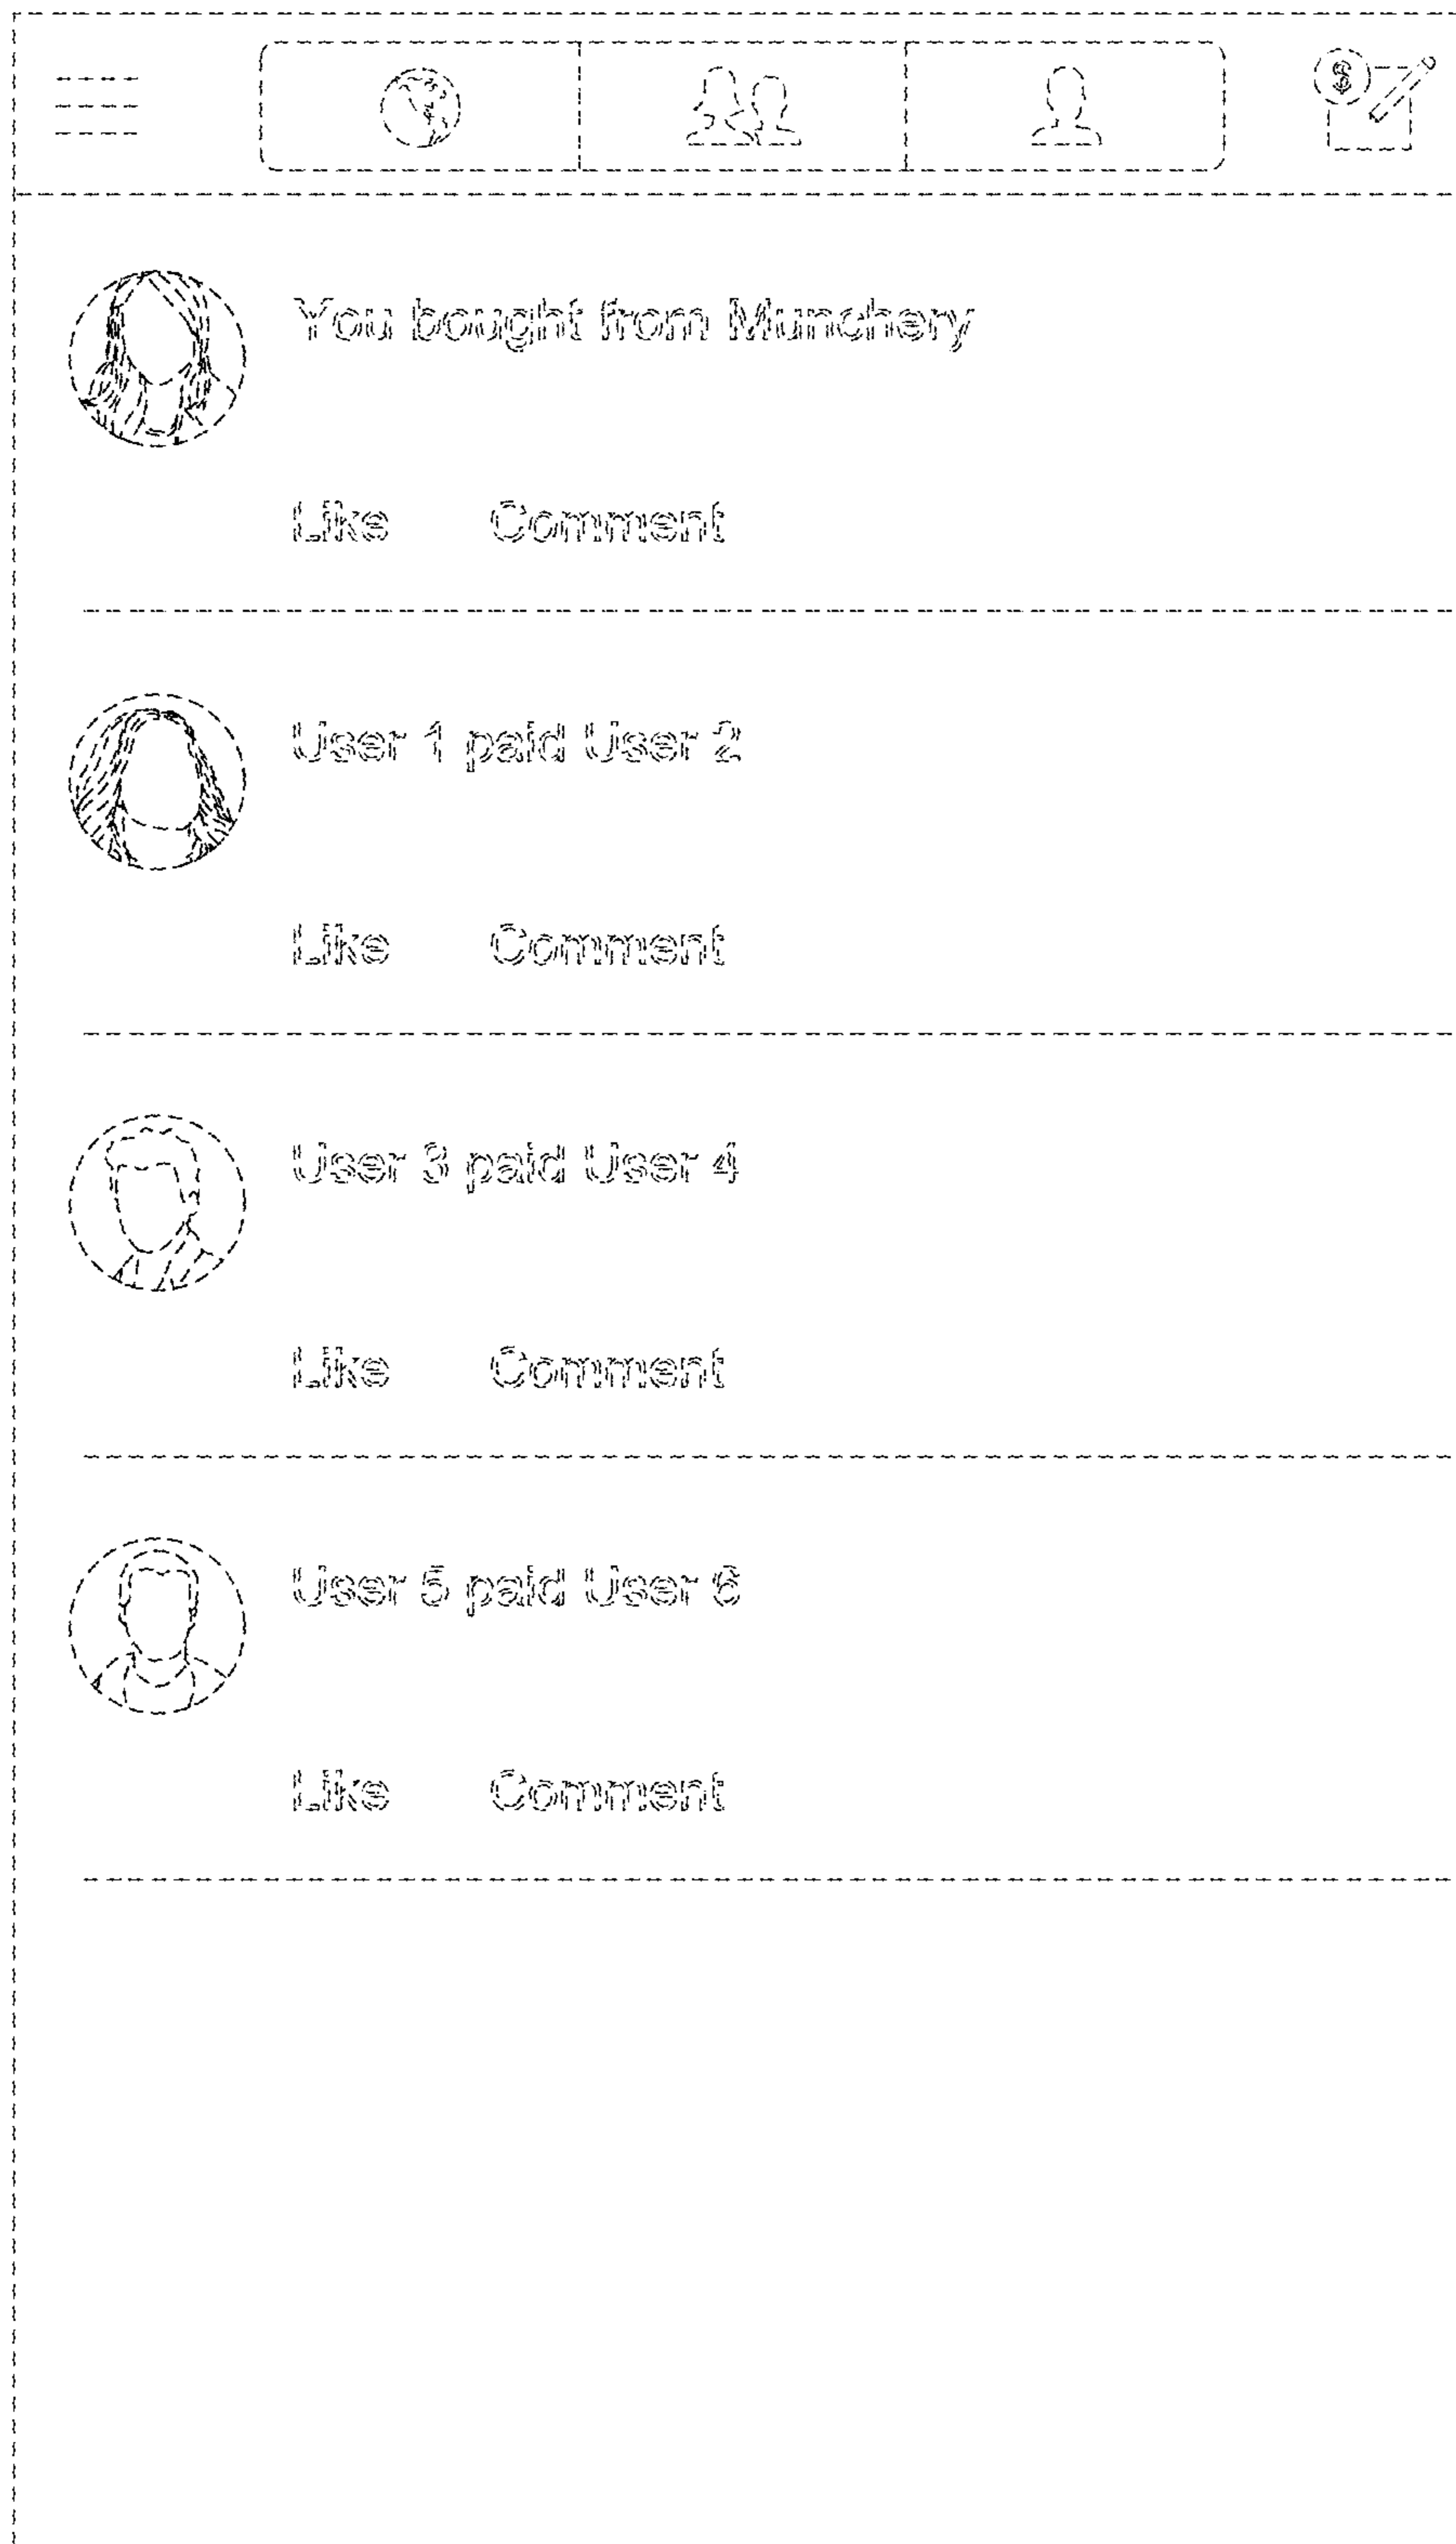 $
You bought from Munchery
Like Comment
User 1 paid User 2
Like Comment
User 3 paid User 4
Like Comment
User 5 paid User 6
Like Comment